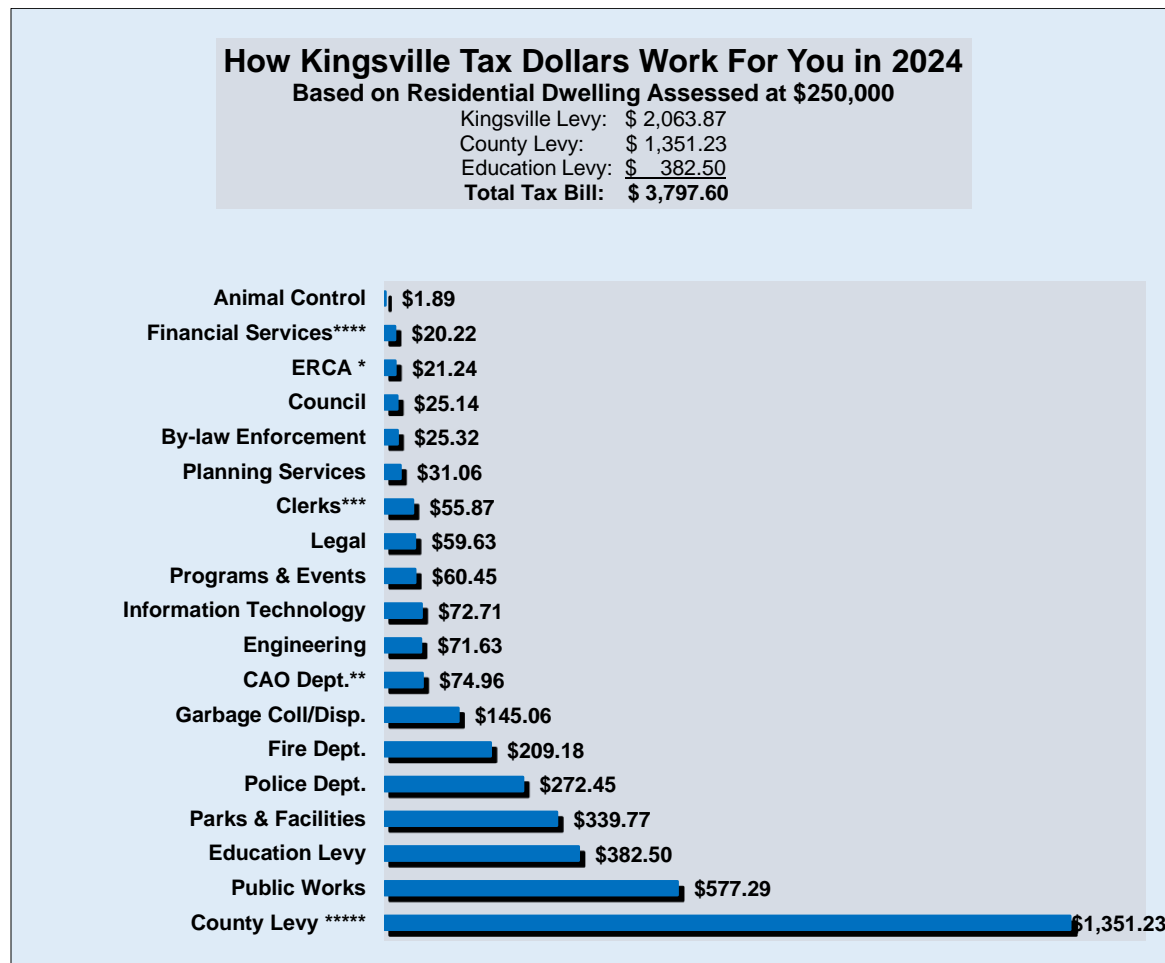 How Kingsville Tax Dollars Work For You in 2024
Based on Residential Dwelling Assessed at $250,000
Kingsville Levy: $ 2,063.87
County Levy: $ 1,351.23
Education Levy: $ 382.50
Total Tax Bill: $ 3,797.60
Animal Control $1.89
Financial Services**** $20.22
ERCA * $21.24
Council $25.14
By-law Enforcement $25.32
Planning Services $31.06
Clerks*** $55.87
Legal $59.63
Programs & Events $60.45
Information Technology $72.71
Engineering $71.63
CAO Dept.** $74.96
Garbage Coll/Disp. $145.06
Fire Dept. $209.18
Police Dept. $272.45
Parks & Facilities $339.77
Education Levy $382.50
Public Works $577.29
County Levy ***** $1,351.23